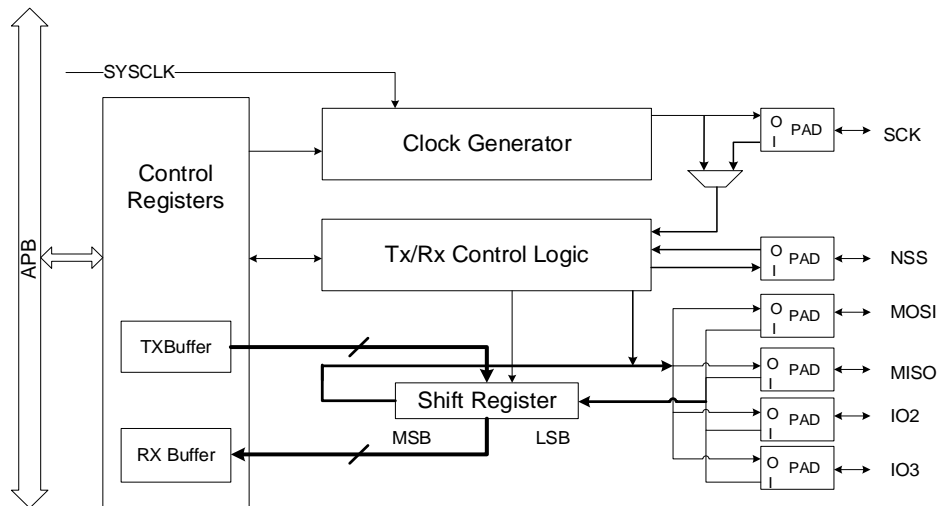 SYSCLK
Clock Generator
O
I
PAD
SCK
Control
Registers
APB
Tx/Rx Control Logic
O
I
PAD
NSS
O
I
PAD
MOSI
TXBuffer
O
I
PAD
MISO
Shift Register
MSB
LSB
O
I
PAD
IO2
RX Buffer
O
I
PAD
IO3